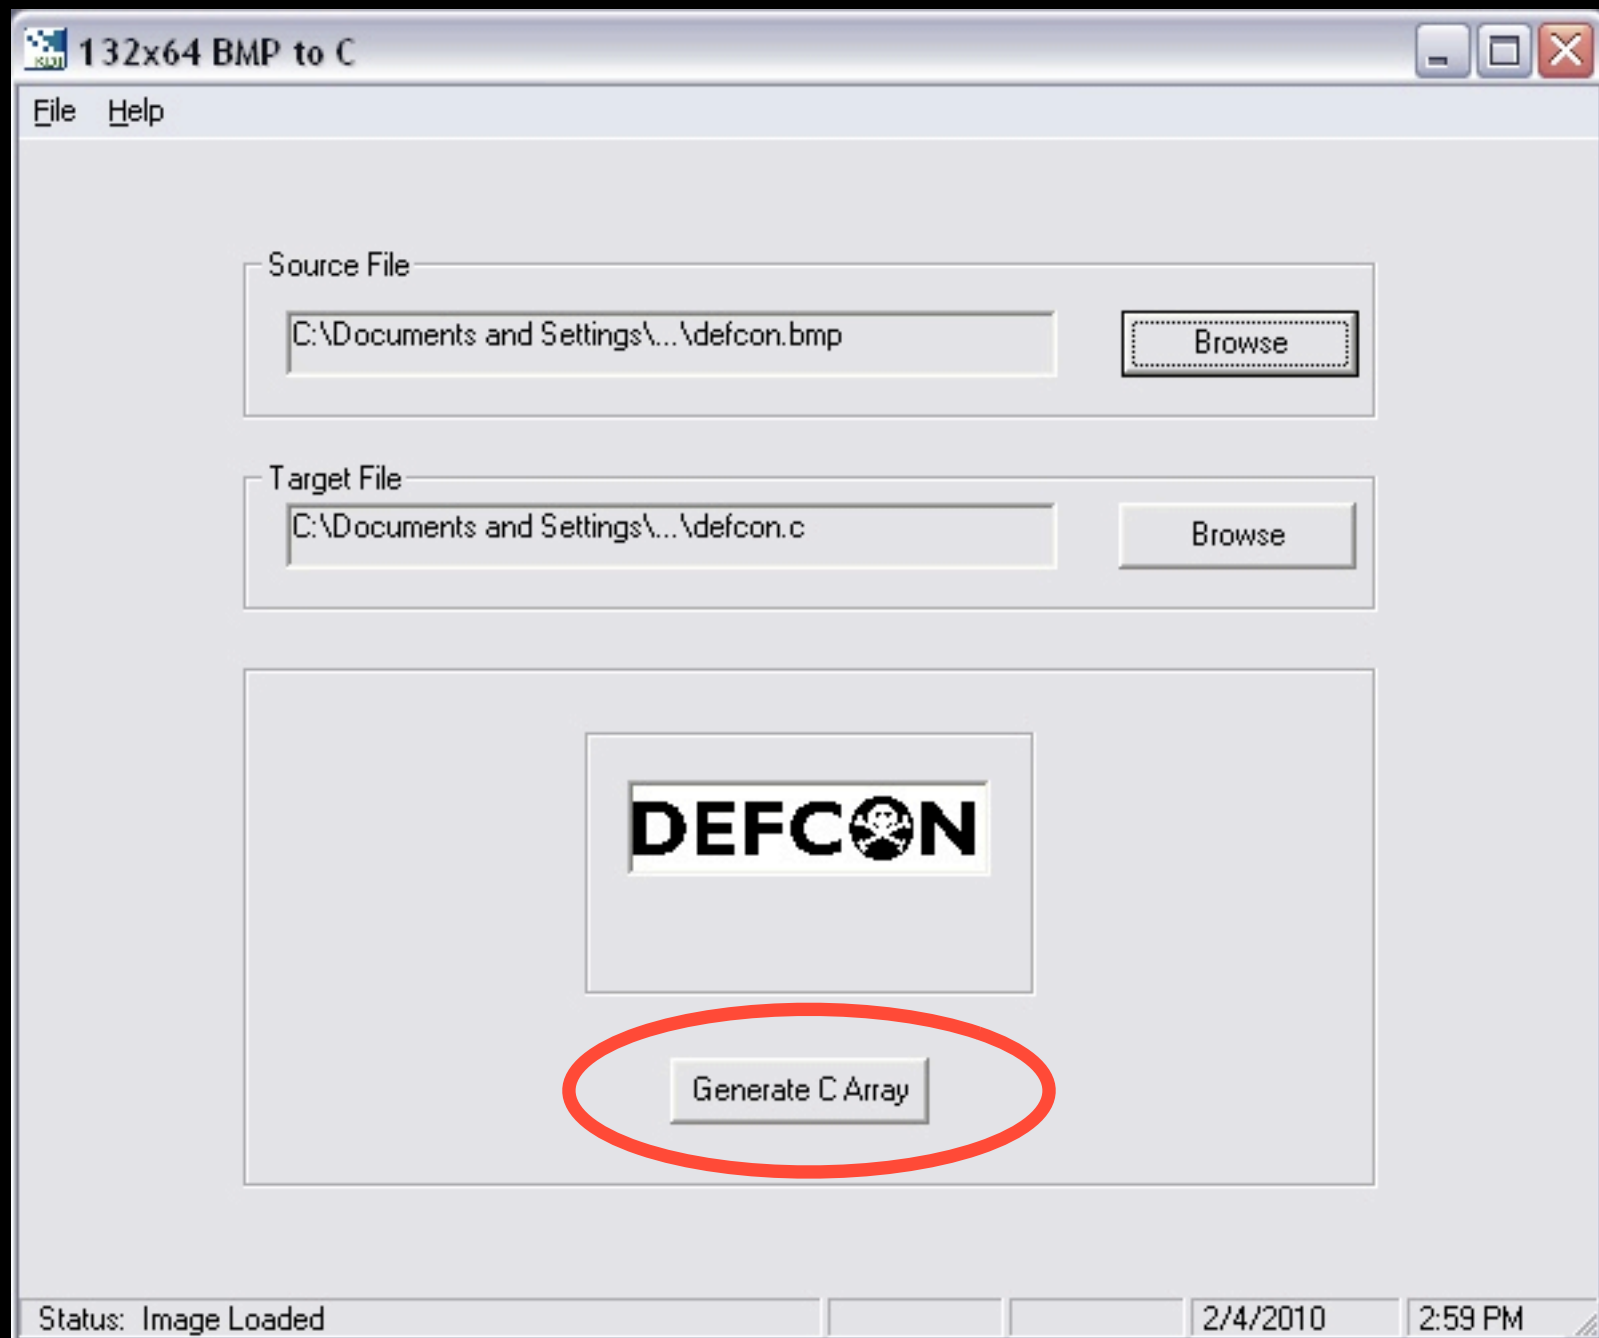 132x64 BMP to C
File Help
Source File
C:\Documents and Settings\...\defcon.bmp
Browse
Target File
C:\Documents and Settings\...\defcon.c
Browse
DEFCON
Generate C Array
Status: Image Loaded
2/4/2010
2:59 PM